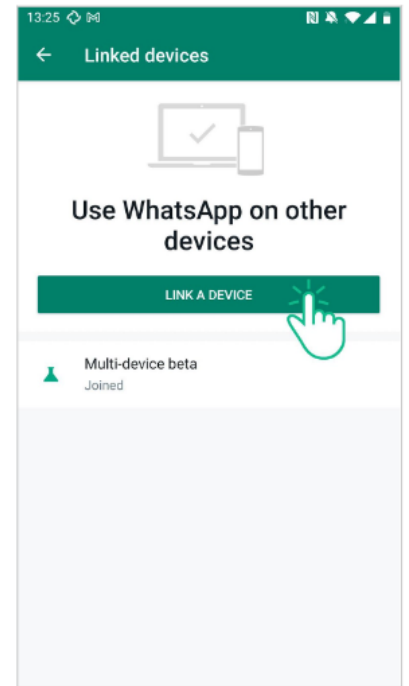 13:25
Linked devices
Use WhatsApp on other
devices
LINK A DEVICE
Multi-device beta
Joined